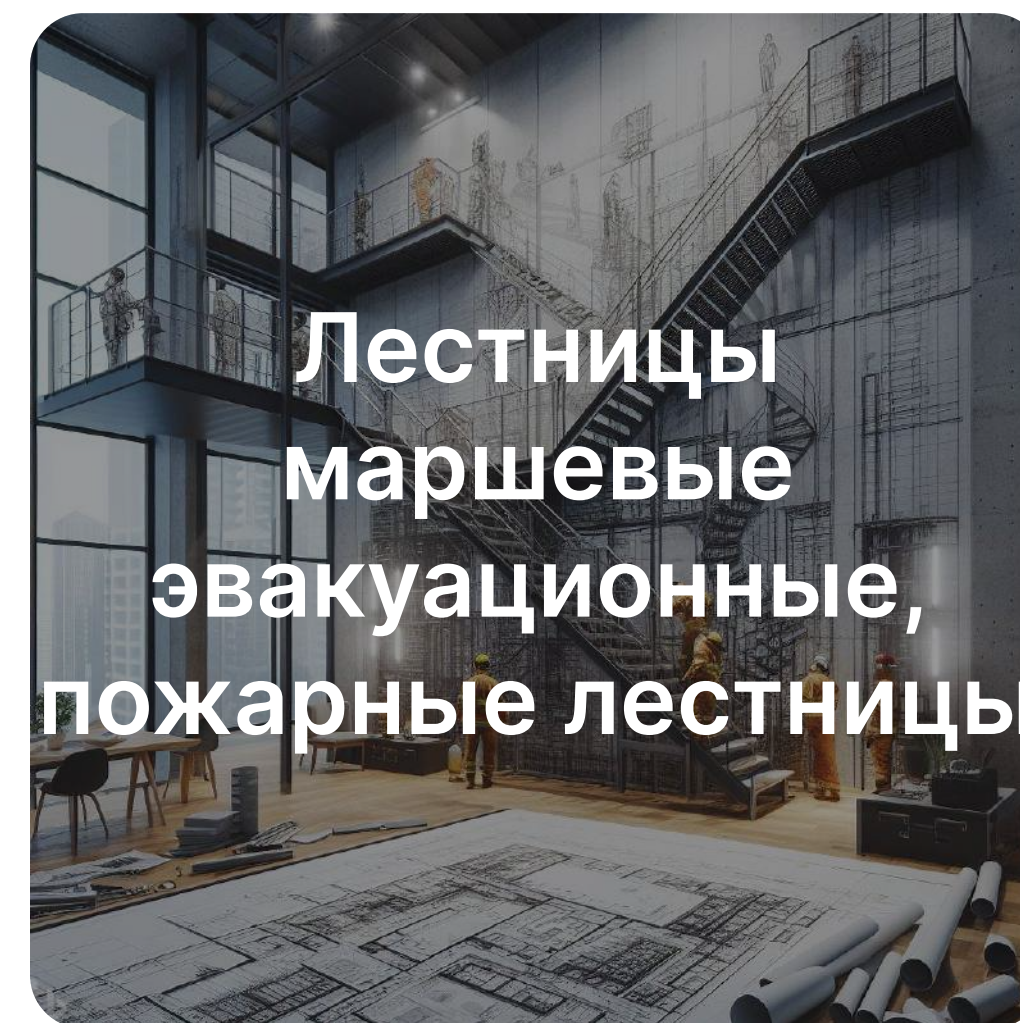 Лестницы
маршевые
эвакуационные,
пожарные лестницы